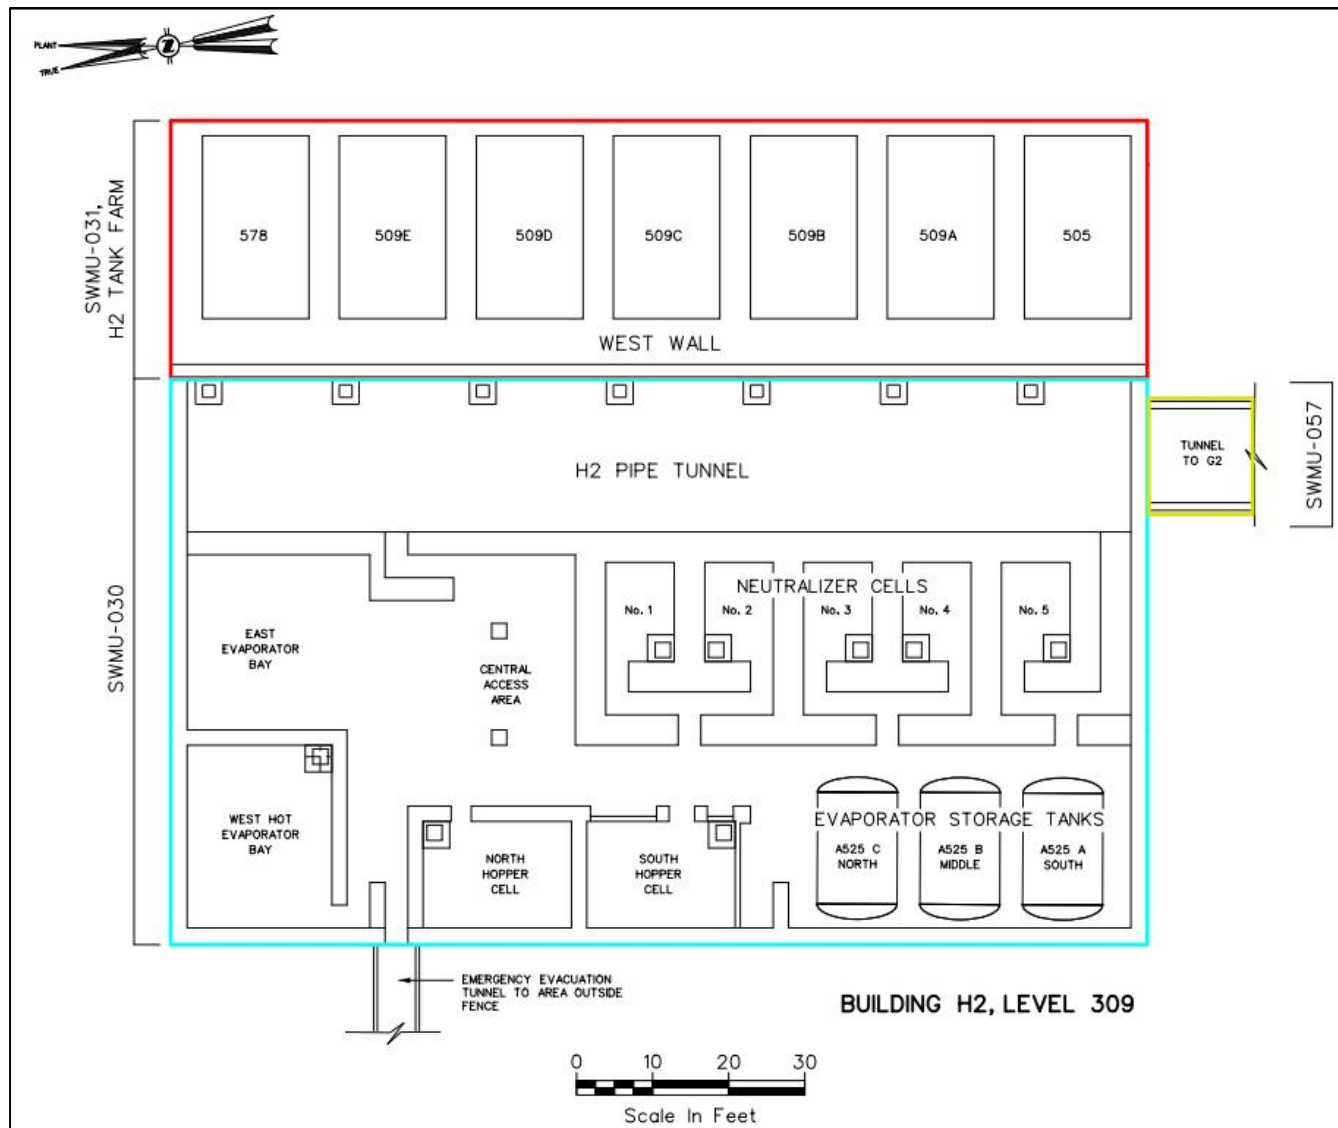 PLANT
TRUE
Z
SWMU-031,
H2 TANK FARM
578
509E
509D
509C
509B
509A
505
WEST WALL
H2 PIPE TUNNEL
TUNNEL
TO G2
SWMU-057
SWMU-030
NEUTRALIZER CELLS
No. 1
No. 2
No. 3
No. 4
No. 5
EAST
EVAPORATOR
BAY
CENTRAL
ACCESS
AREA
WEST HOT
EVAPORATOR
BAY
NORTH
HOPPER
CELL
SOUTH
HOPPER
CELL
EVAPORATOR STORAGE TANKS
A525 C
NORTH
A525 B
MIDDLE
A525 A
SOUTH
EMERGENCY EVACUATION
TUNNEL TO AREA OUTSIDE
FENCE
BUILDING H2, LEVEL 309
0 10 20 30
Scale In Feet